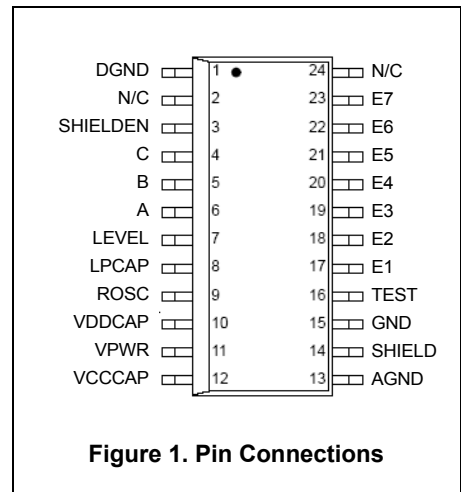 DGND 1 24 N/C
N/C 2 23 E7
SHIELDEN 3 22 E6
C 4 21 E5
B 5 20 E4
A 6 19 E3
LEVEL 7 18 E2
LPCAP 8 17 E1
ROSC 9 16 TEST
VDDCAP 10 15 GND
VPWR 11 14 SHIELD
VCCCAP 12 13 AGND
Figure 1. Pin Connections